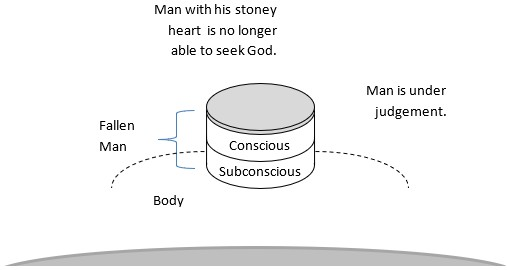 Man with his stoney
heart is no longer
able to seek God.
Man is under
judgement.
Fallen
Man
Conscious
Subconscious
Body